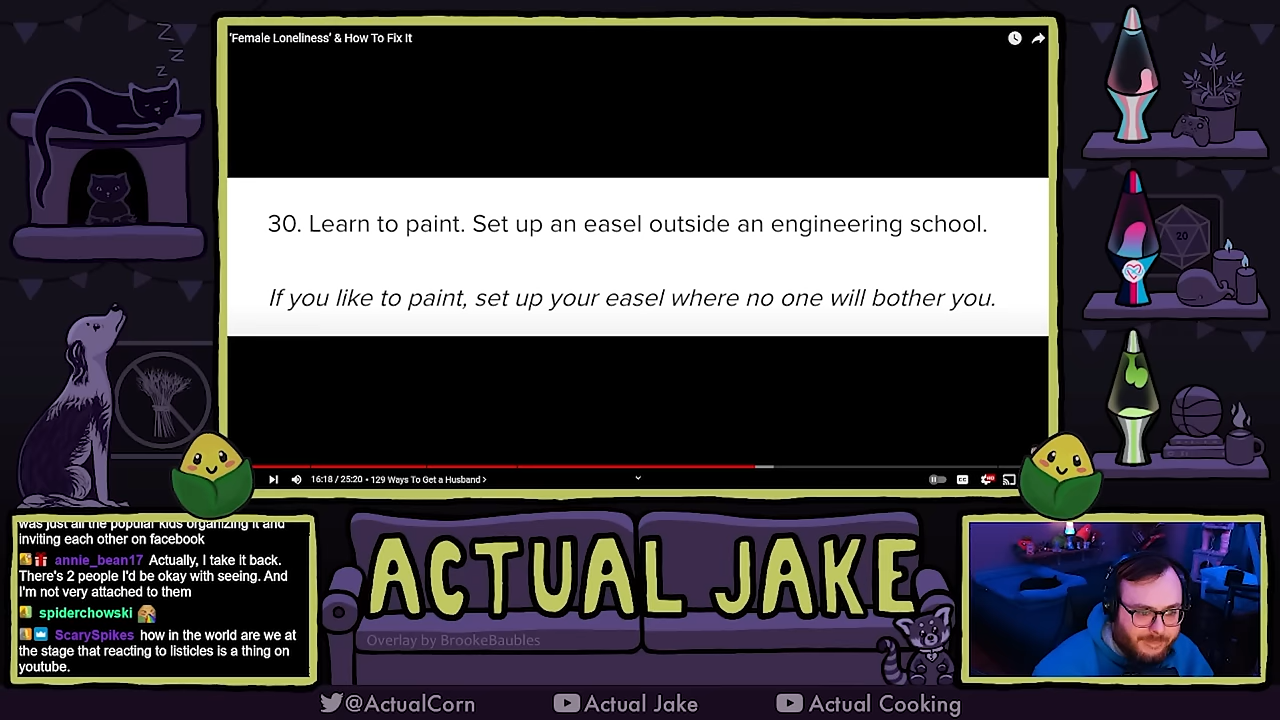 'Female Loneliness' & How To Fix It
30. Learn to paint. Set up an easel outside an engineering school.
If you like to paint, set up your easel where no one will bother you.
16:18 / 25:20 • 129 Ways To Get a Husband >
CC
HD
Z
Z
Z
20
was just all the popular kids organizing it and
inviting each other on facebook
annie_bean17 Actually, I take it back.
There's 2 people I'd be okay with seeing. And
I'm not very attached to them
spiderchowski
ScarySpikes how in the world are we at
the stage that reacting to listicles is a thing on
youtube.
ACTUAL JAKE
Overlay by BrookeBaubles
@ActualCorn
Actual Jake
Actual Cooking